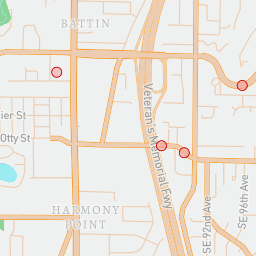 BATTIN
ier St
Otty St
Veteran's Memorial Fwy
HARMONY
POINT
SE 92nd Ave
SE 96th Ave